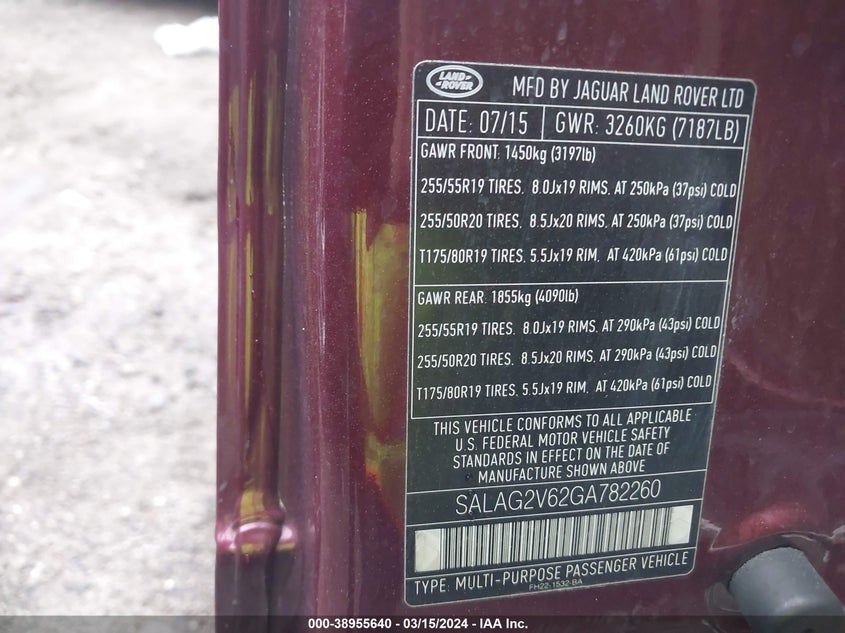 LAND ROVER
MFD BY JAGUAR LAND ROVER LTD
DATE: 07/15 GWR: 3260KG (7187LB)
GAWR FRONT: 1450kg (3197lb)
255/55R19 TIRES. 8.0Jx19 RIMS. AT 250kPa (37psi) COLD
255/50R20 TIRES. 8.5Jx20 RIMS. AT 250kPa (37psi) COLD
T175/80R19 TIRES. 5.5Jx19 RIM. AT 420kPa (61psi) COLD
GAWR REAR: 1855kg (4090lb)
255/55R19 TIRES. 8.0Jx19 RIMS. AT 290kPa (43psi) COLD
255/50R20 TIRES. 8.5Jx20 RIMS. AT 290kPa (43psi) COLD
T175/80R19 TIRES. 5.5Jx19 RIM. AT 420kPa (61psi) COLD
THIS VEHICLE CONFORMS TO ALL APPLICABLE
U.S. FEDERAL MOTOR VEHICLE SAFETY
STANDARDS IN EFFECT ON THE DATE OF
MANUFACTURE SHOWN ABOVE
SALAG2V62GA782260
TYPE: MULTI-PURPOSE PASSENGER VEHICLE
FH22-1532-BA
000-38955640 - 03/15/2024 - IAA Inc.